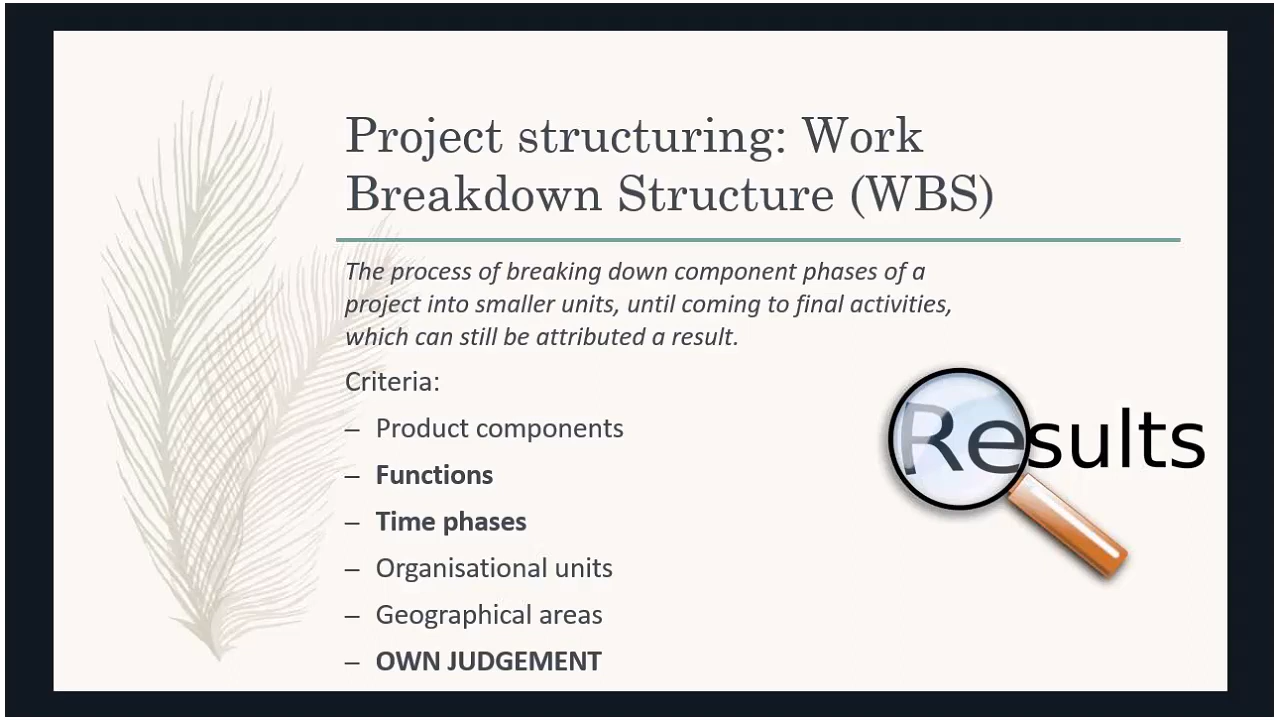 Project structuring: Work
Breakdown Structure (WBS)
The process of breaking down component phases of a
project into smaller units, until coming to final activities,
which can still be attributed a result.
Criteria:
– Product components
– Functions
– Time phases
– Organisational units
– Geographical areas
– OWN JUDGEMENT
Results